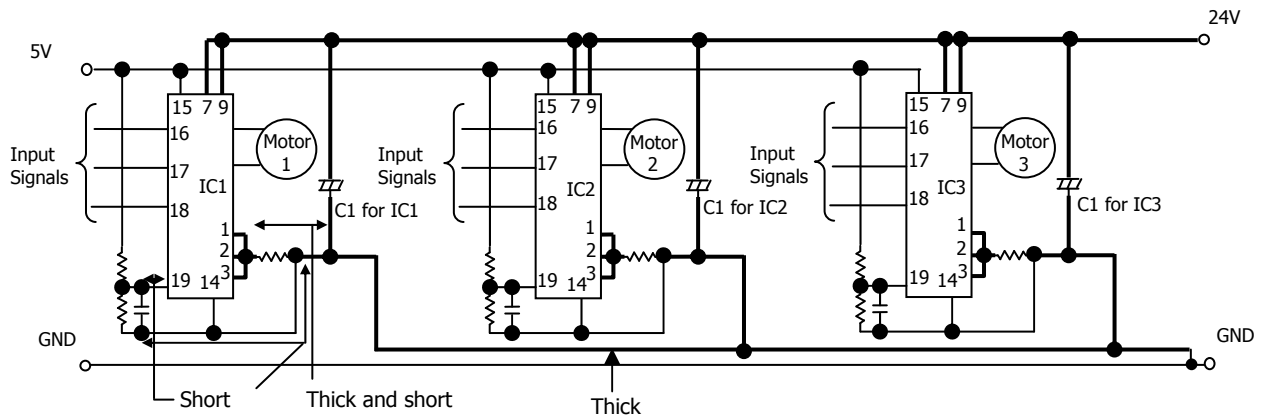 24V
5V
15 7 9
16
17
18
Input
Signals
Motor
1
IC1
C1 for IC1
1
2
3
19
14
15 7 9
16
17
18
Input
Signals
Motor
2
IC2
C1 for IC2
1
2
3
19
14
15 7 9
16
17
18
Input
Signals
Motor
3
IC3
C1 for IC3
1
2
3
19
14
GND
GND
Short
Thick and short
Thick